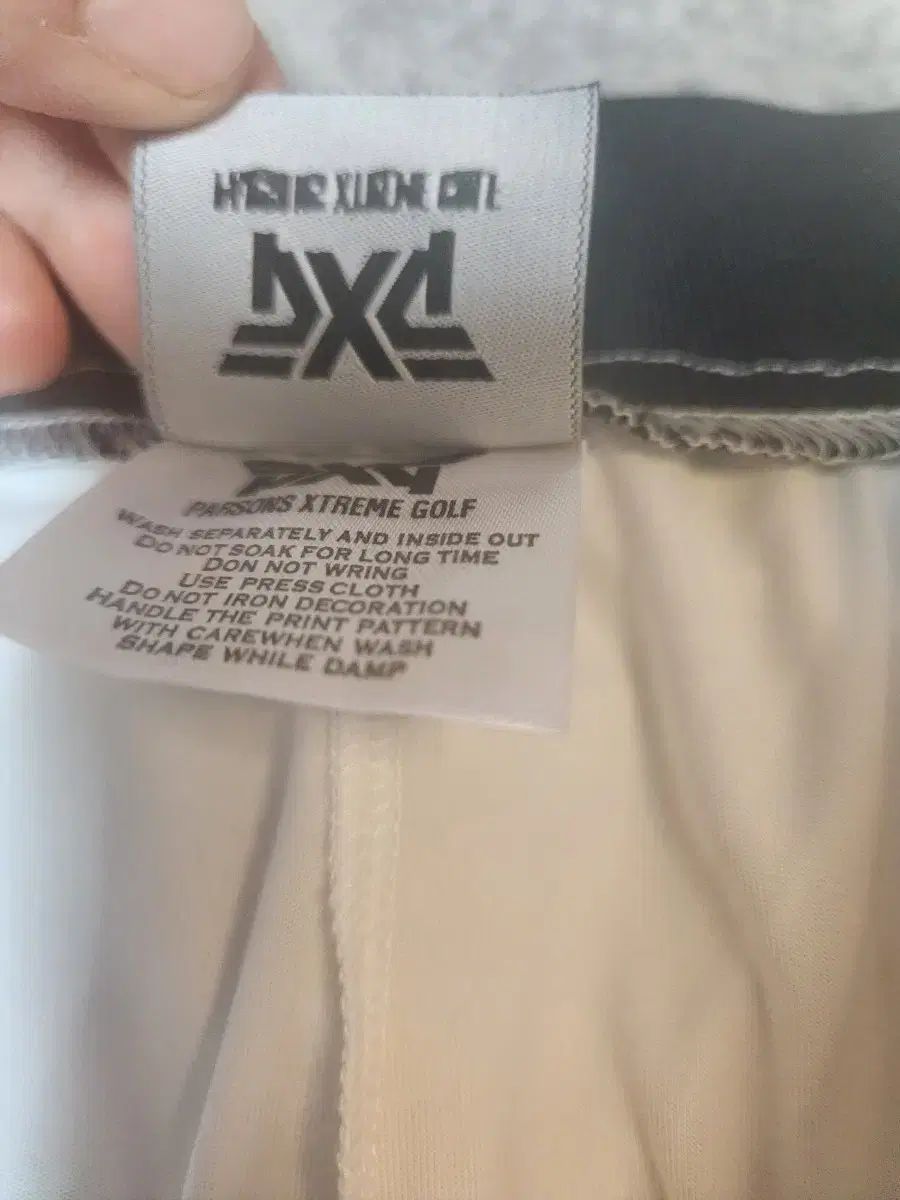 PXG
PARSONS XTREME GOLF
WASH SEPARATELY AND INSIDE OUT
DO NOT SOAK FOR LONG TIME
DON NOT WRING
USE PRESS CLOTH
DO NOT IRON DECORATION
HANDLE THE PRINT PATTERN
WITH CAREWHEN WASH
SHAPE WHILE DAMP